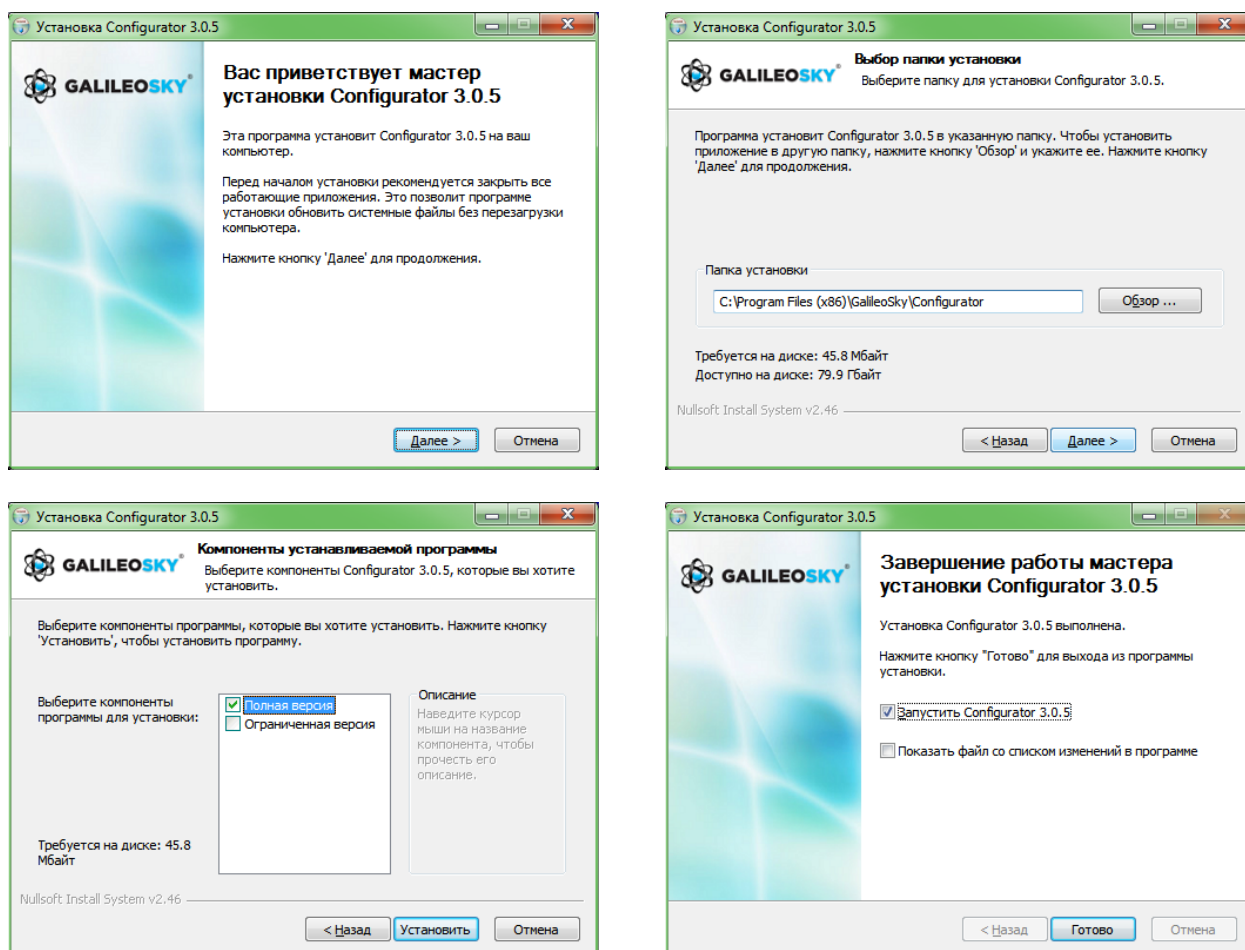 Установка Configurator 3.0.5
GALILEOSKY®
Вас приветствует мастер
установки Configurator 3.0.5
Эта программа установит Configurator 3.0.5 на ваш
компьютер.
Перед началом установки рекомендуется закрыть все
работающие приложения. Это позволит программе
установки обновить системные файлы без перезагрузки
компьютера.
Нажмите кнопку 'Далее' для продолжения.
Далее >
Отмена
Установка Configurator 3.0.5
GALILEOSKY®
Выбор папки установки
Выберите папку для установки Configurator 3.0.5.
Программа установит Configurator 3.0.5 в указанную папку. Чтобы установить
приложение в другую папку, нажмите кнопку 'Обзор' и укажите ее. Нажмите кнопку
'Далее' для продолжения.
Папка установки
C:\Program Files (x86)\GalileoSky\Configurator
Обзор ...
Требуется на диске: 45.8 Мбайт
Доступно на диске: 79.9 Гбайт
Nullsoft Install System v2.46
< Назад
Далее >
Отмена
Установка Configurator 3.0.5
GALILEOSKY®
Компоненты устанавливаемой программы
Выберите компоненты Configurator 3.0.5, которые вы хотите
установить.
Выберите компоненты программы, которые вы хотите установить. Нажмите кнопку
'Установить', чтобы установить программу.
Выберите компоненты
программы для установки:
Полная версия
Ограниченная версия
Описание
Наведите курсор
мыши на название
компонента, чтобы
прочесть его
описание.
Требуется на диске: 45.8
Мбайт
Nullsoft Install System v2.46
< Назад
Установить
Отмена
Установка Configurator 3.0.5
GALILEOSKY®
Завершение работы мастера
установки Configurator 3.0.5
Установка Configurator 3.0.5 выполнена.
Нажмите кнопку "Готово" для выхода из программы
установки.
Запустить Configurator 3.0.5
Показать файл со списком изменений в программе
< Назад
Готово
Отмена